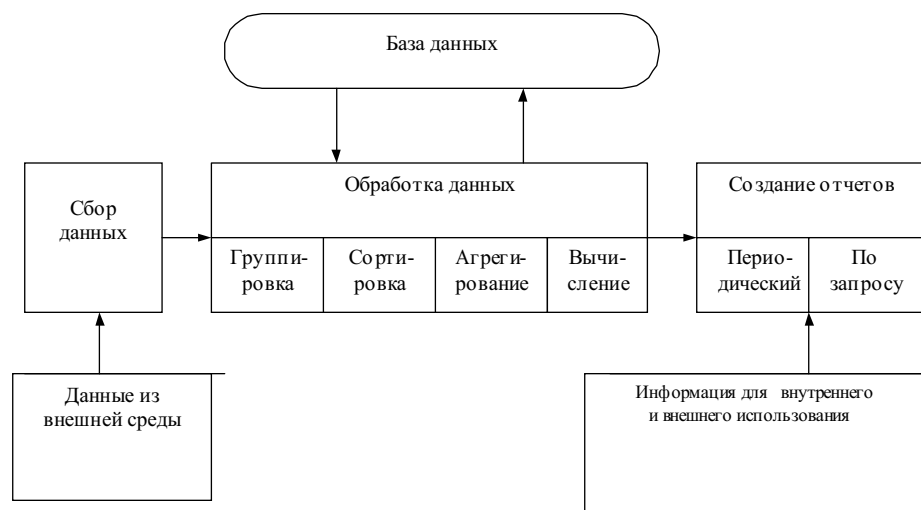 База данных
Обработка данных
Создание отчетов
Сбор
данных
Группи-
ровка
Сорти-
ровка
Агреги-
рование
Вычи-
сление
Перио-
дический
По
запросу
Данные из
внешней среды
Информация для внутреннего
и внешнего использования